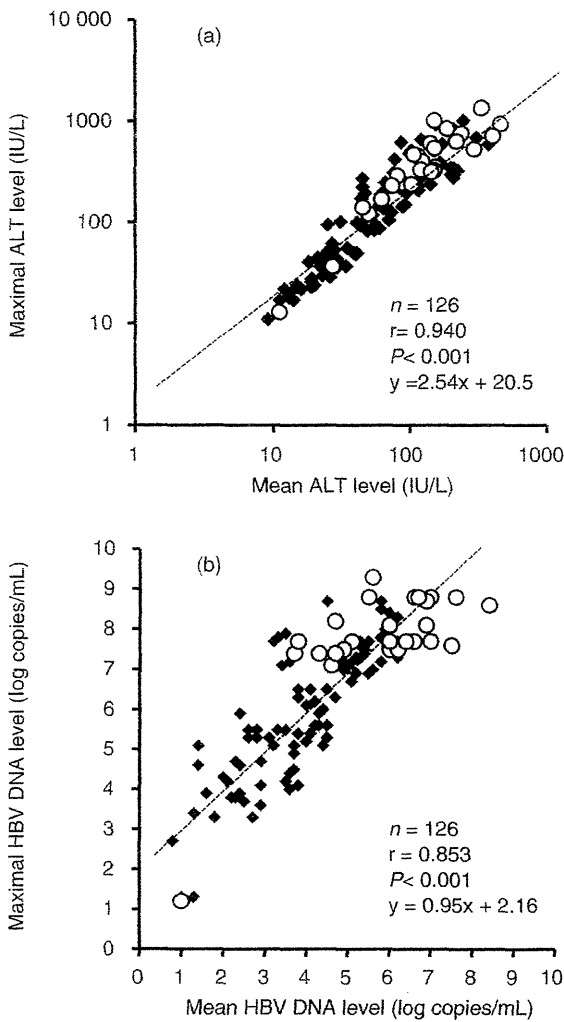 (a)
10 000
1000
100
10
1
Maximal ALT level (IU/L)
n = 126
r= 0.940
P< 0.001
y =2.54x + 20.5
1 10 100 1000
Mean ALT level (IU/L)
(b)
10
9
8
7
6
5
4
3
2
1
0
Maximal HBV DNA level (log copies/mL)
n = 126
r = 0.853
P< 0.001
y = 0.95x + 2.16
0 1 2 3 4 5 6 7 8 9 10
Mean HBV DNA level (log copies/mL)